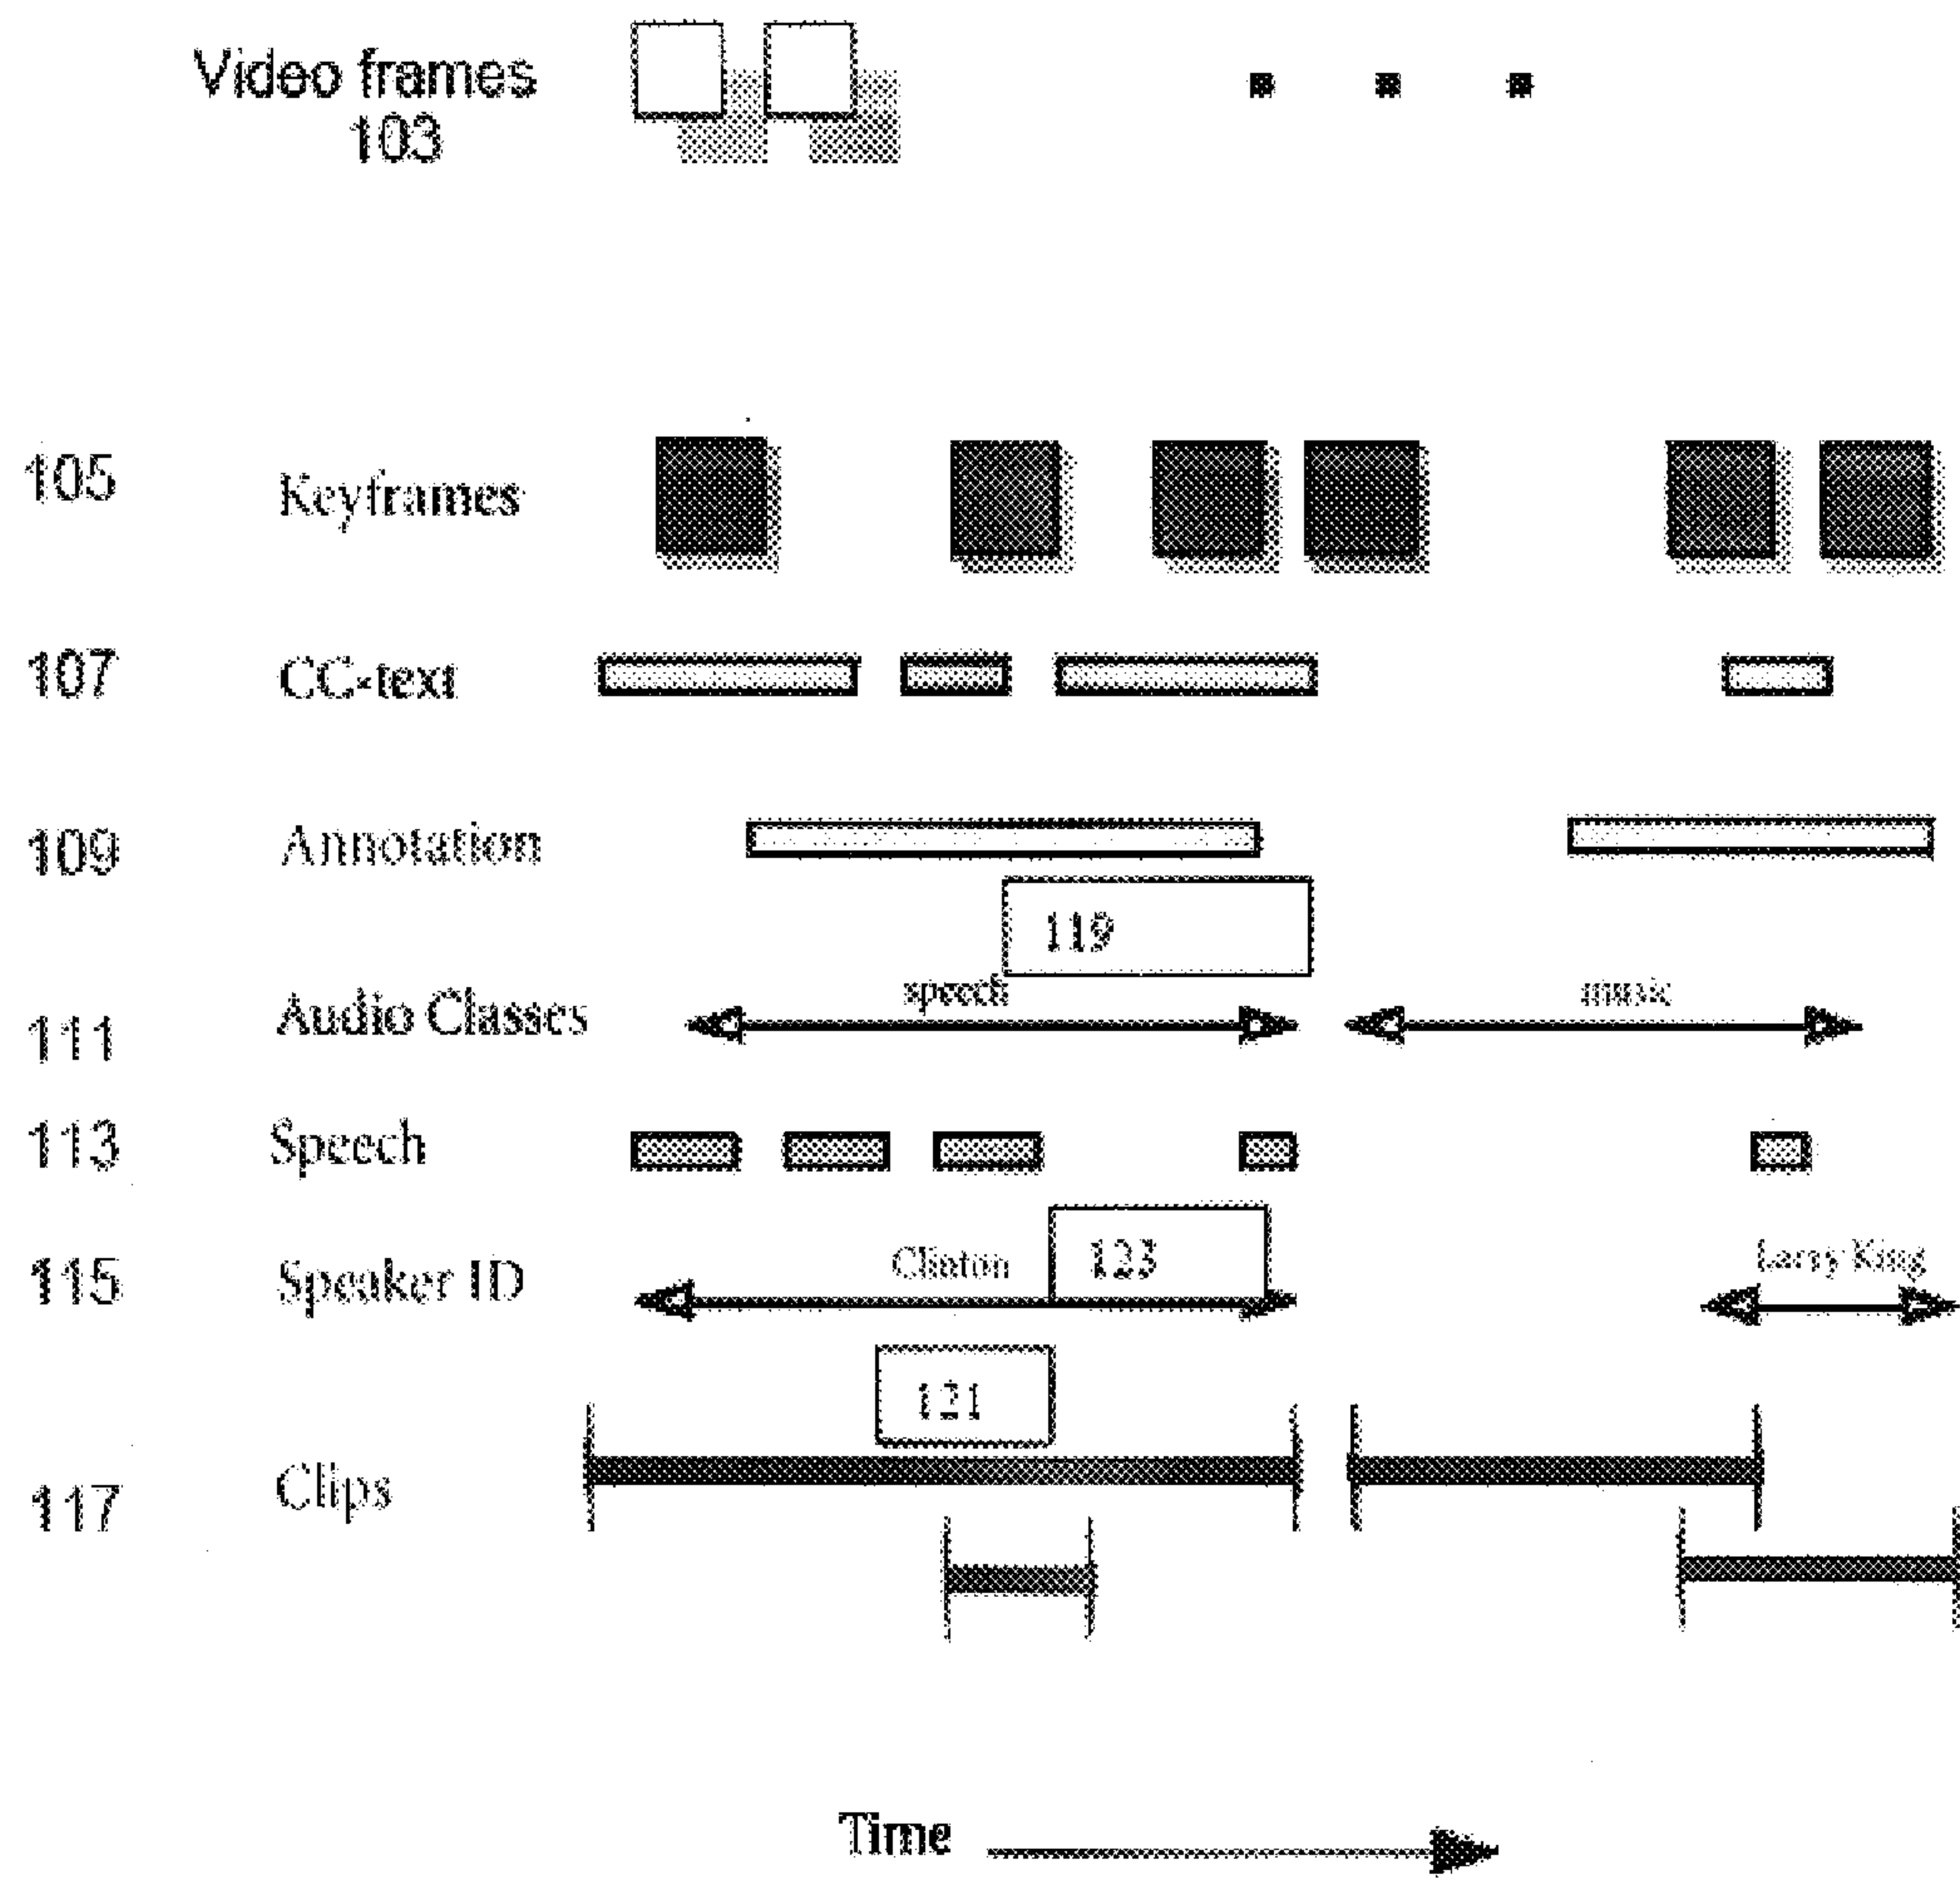 Video frames
103
105 Keyframes
107 CC-text
109 Annotation
119
speech music
111 Audio Classes
113 Speech
Clinton 123 Larry King
115 Speaker ID
121
117 Clips
Time